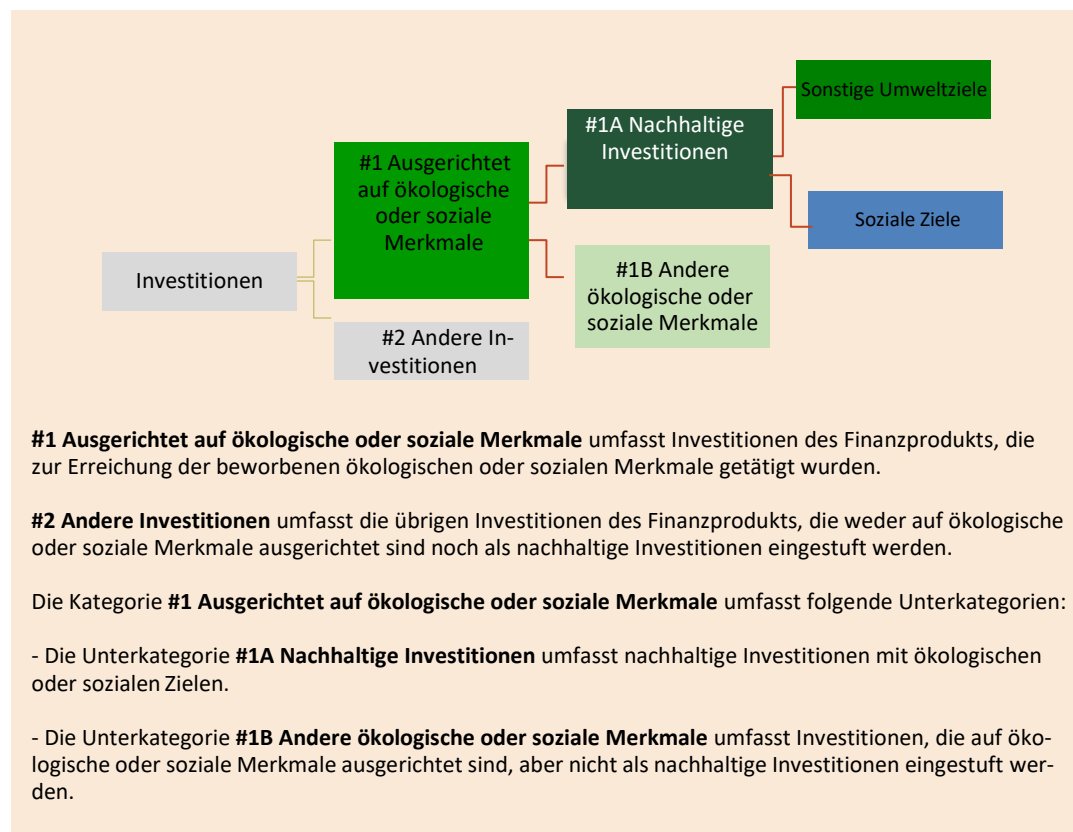 Sonstige Umweltziele
#1A Nachhaltige
Investitionen
#1 Ausgerichtet
auf ökologische
oder soziale
Merkmale
Soziale Ziele
Investitionen
#1B Andere
ökologische oder
soziale Merkmale
#2 Andere In-
vestitionen
#1 Ausgerichtet auf ökologische oder soziale Merkmale umfasst Investitionen des Finanzprodukts, die
zur Erreichung der beworbenen ökologischen oder sozialen Merkmale getätigt wurden.
#2 Andere Investitionen umfasst die übrigen Investitionen des Finanzprodukts, die weder auf ökologische
oder soziale Merkmale ausgerichtet sind noch als nachhaltige Investitionen eingestuft werden.
Die Kategorie #1 Ausgerichtet auf ökologische oder soziale Merkmale umfasst folgende Unterkategorien:
- Die Unterkategorie #1A Nachhaltige Investitionen umfasst nachhaltige Investitionen mit ökologischen
oder sozialen Zielen.
- Die Unterkategorie #1B Andere ökologische oder soziale Merkmale umfasst Investitionen, die auf öko-
logische oder soziale Merkmale ausgerichtet sind, aber nicht als nachhaltige Investitionen eingestuft wer-
den.